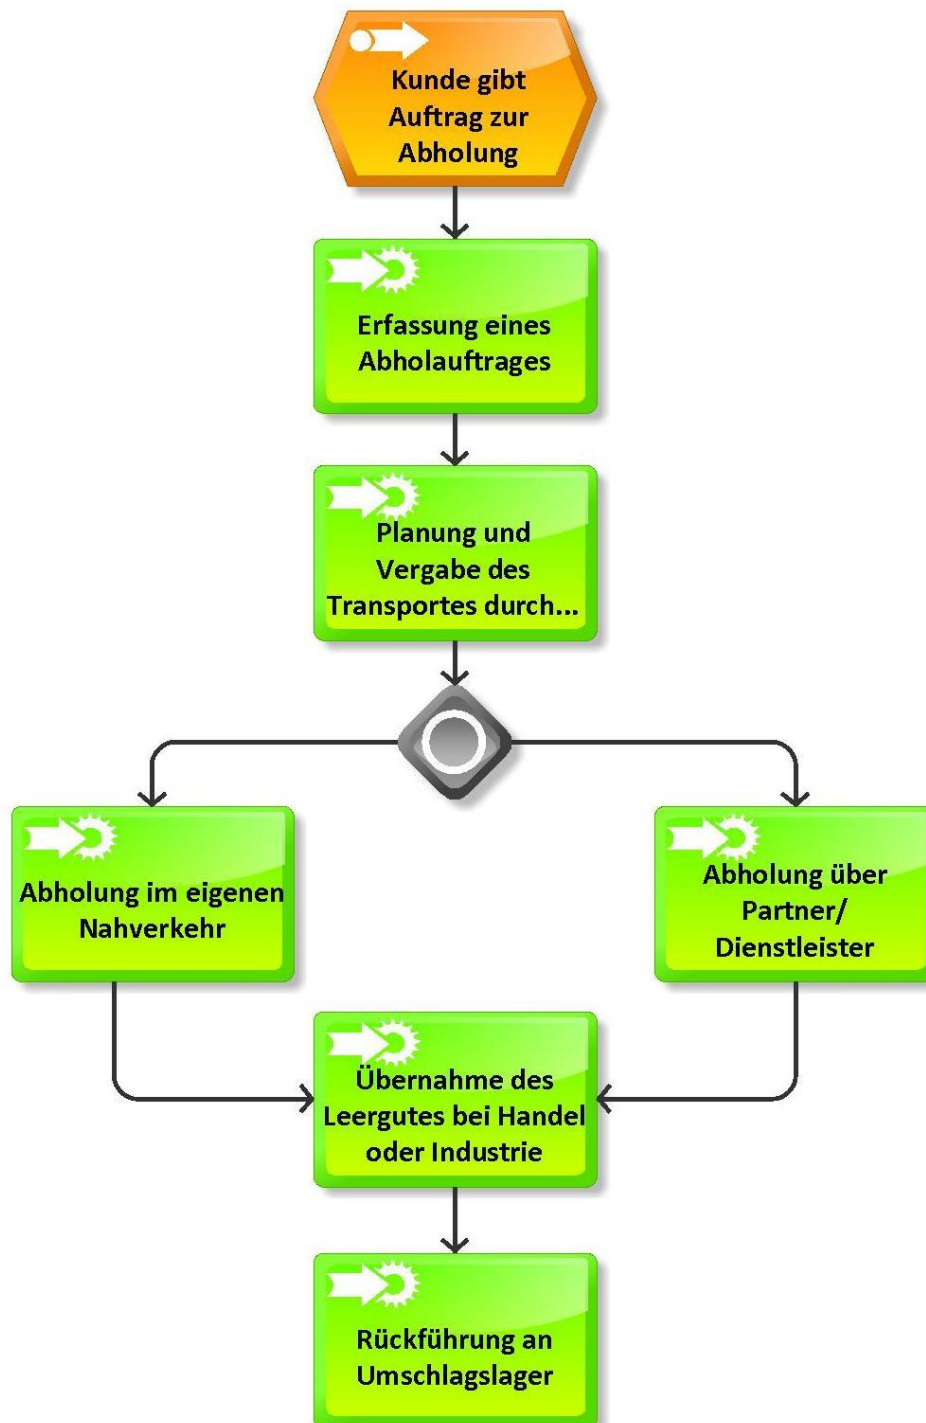 Kunde gibt
Auftrag zur
Abholung
Erfassung eines
Abholauftrages
Planung und
Vergabe des
Transportes durch...
Abholung im eigenen
Nahverkehr
Abholung über
Partner/
Dienstleister
Übernahme des
Leergutes bei Handel
oder Industrie
Rückführung an
Umschlagslager